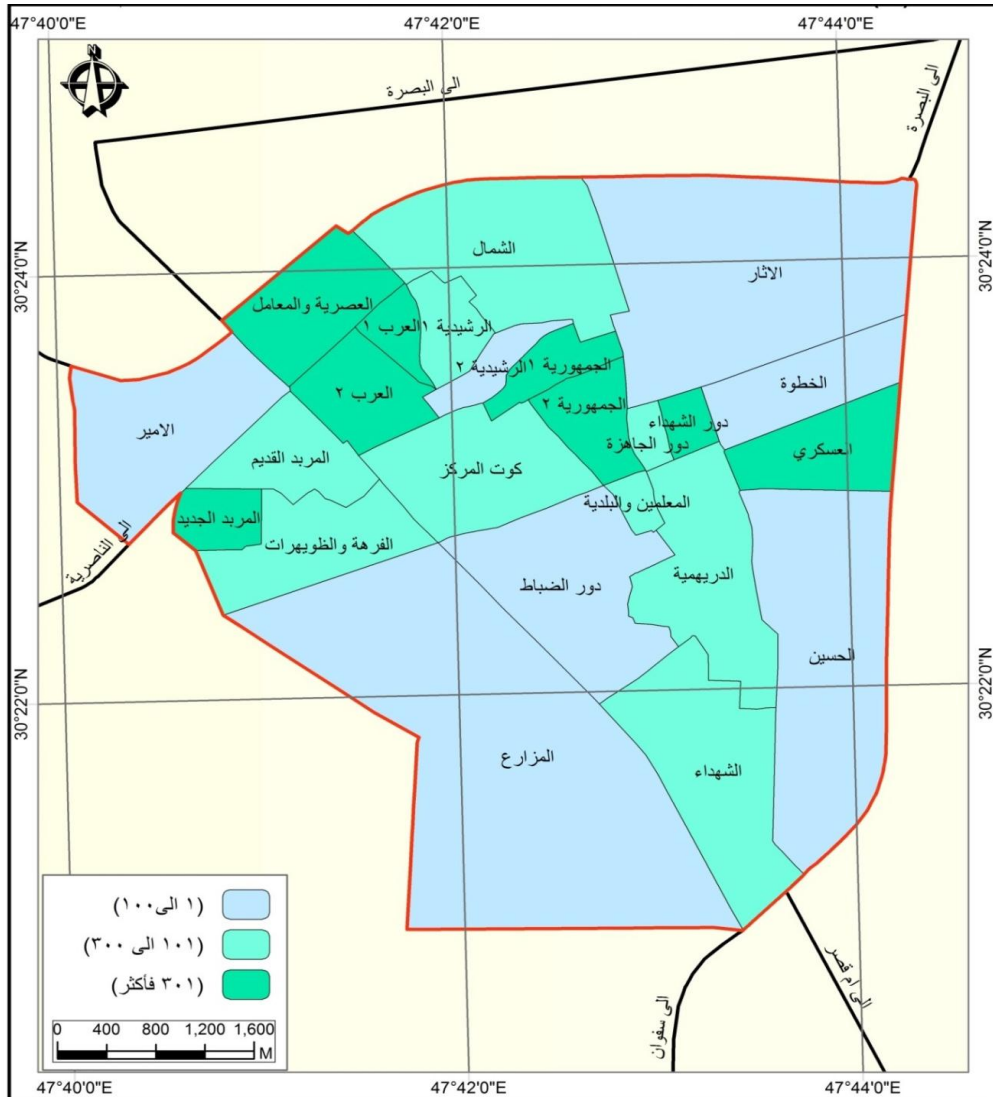 47°40'0"E
47°42'0"E
47°44'0"E
N
الى البصرة
الى البصرة
30°24'0"N
30°24'0"N
الشمال
الاثار
العصرية والمعامل
العرب ١
الرشيدية ١
الرشيدية ٢
الجمهورية ١
الخطوة
العرب ٢
الجمهورية ٢
دور الشهداء
الامير
دور الجاهزة
العسكري
المربد القديم
كوت المركز
المعلمين والبلدية
المربد الجديد
الفرهة والظويهرات
الى الناصرية
دور الضباط
الدريهمية
الحسين
30°22'0"N
30°22'0"N
المزارع
الشهداء
(١ الى١٠٠)
(١٠١ الى ٣٠٠)
(٣٠١ فأكثر)
0 400 800 1,200 1,600
M
الى سفوان
الى ام قصر
47°40'0"E
47°42'0"E
47°44'0"E